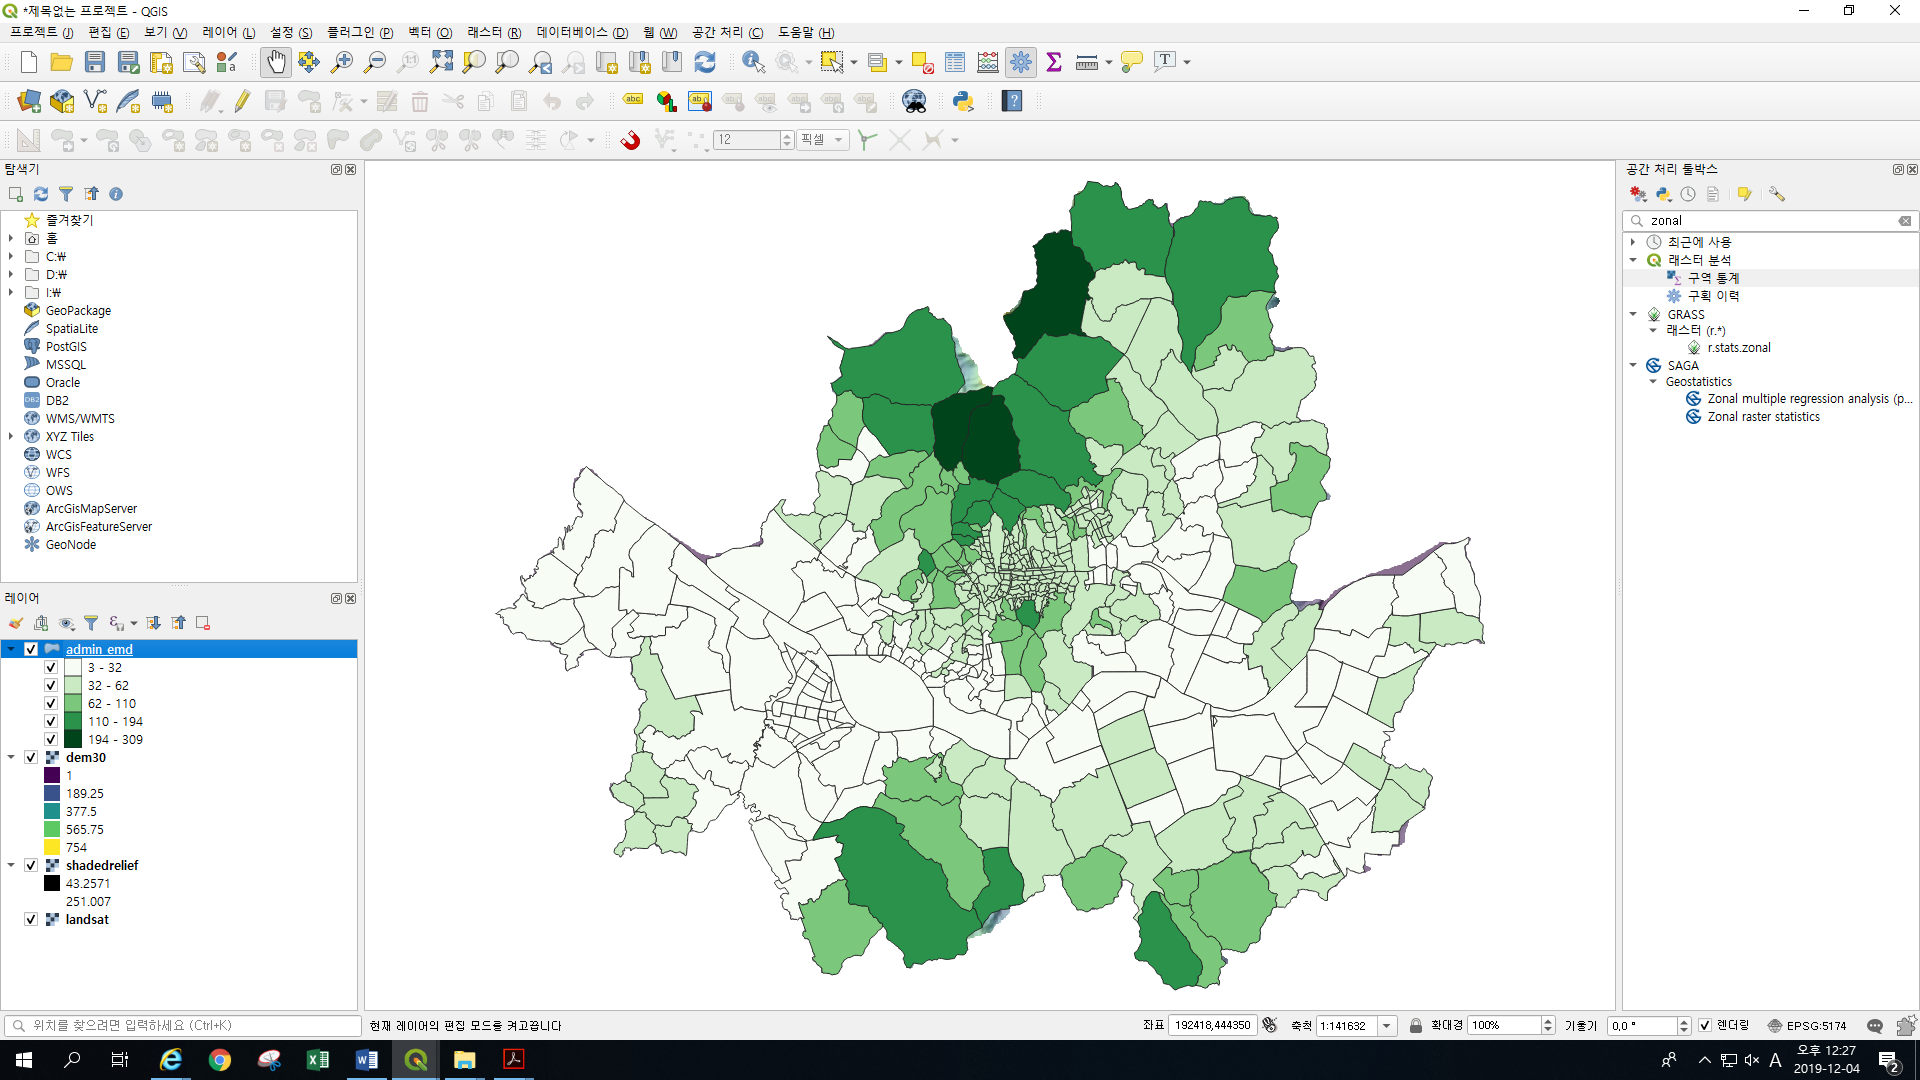 *제목없는 프로젝트 - QGIS
프로젝트 (J) 편집 (E) 보기 (V) 레이어 (L) 설정 (S) 플러그인 (P) 벡터 (O) 래스터 (R) 데이터베이스 (D) 웹 (W) 공간 처리 (C) 도움말 (H)
12 픽셀
탐색기
즐겨찾기
홈
C:₩
D:₩
I:₩
GeoPackage
SpatiaLite
PostGIS
MSSQL
Oracle
DB2
WMS/WMTS
XYZ Tiles
WCS
WFS
OWS
ArcGisMapServer
ArcGisFeatureServer
GeoNode
레이어
admin_emd
3 - 32
32 - 62
62 - 110
110 - 194
194 - 309
dem30
1
189.25
377.5
565.75
754
shadedrelief
43.2571
251.007
landsat
공간 처리 툴박스
zonal
최근에 사용
래스터 분석
구역 통계
구획 이력
GRASS
래스터 (r.*)
r.stats.zonal
SAGA
Geostatistics
Zonal multiple regression analysis (p...
Zonal raster statistics
위치를 찾으려면 입력하세요 (Ctrl+K) 현재 레이어의 편집 모드를 켜고끕니다 좌표 192418,444350 축척 1:141632 확대경 100% 기울기 0,0 ° 렌더링 EPSG:5174
A 오후 12:27
2019-12-04 2